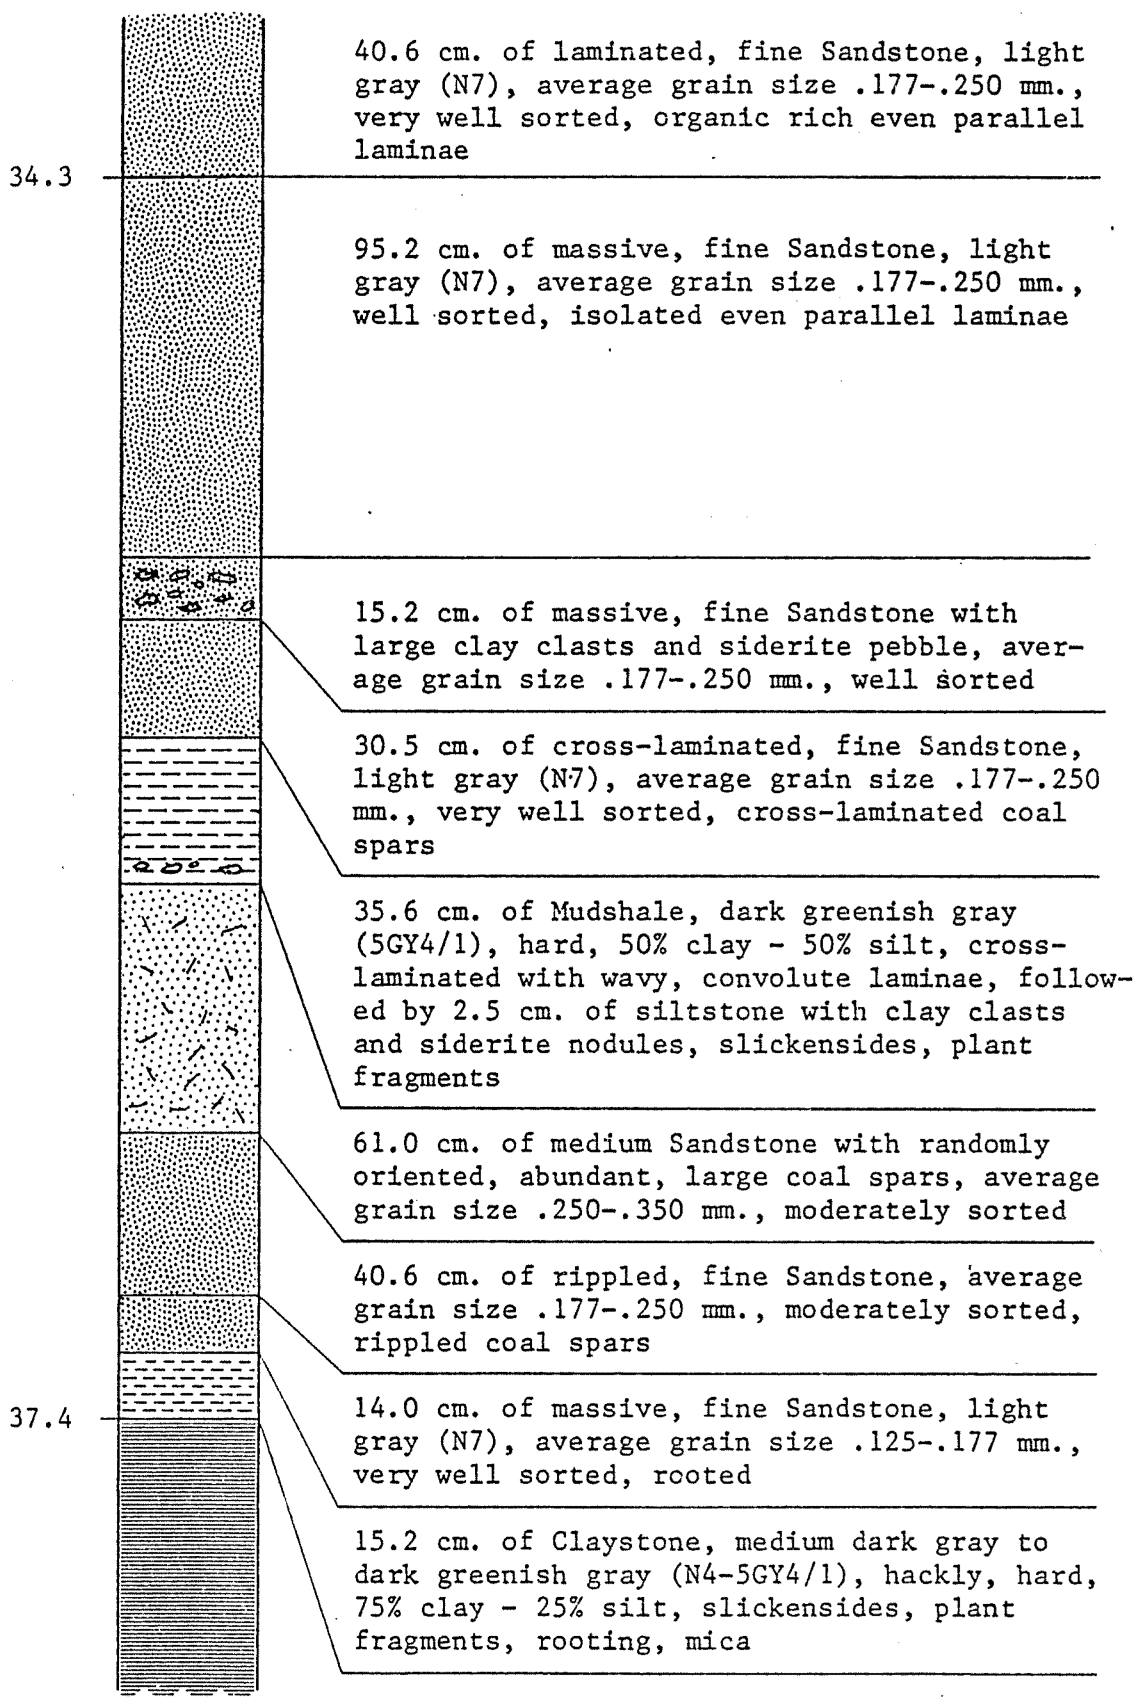 40.6 cm. of laminated, fine Sandstone, light
gray (N7), average grain size .177-.250 mm.,
very well sorted, organic rich even parallel
laminae
34.3
95.2 cm. of massive, fine Sandstone, light
gray (N7), average grain size .177-.250 mm.,
well sorted, isolated even parallel laminae
15.2 cm. of massive, fine Sandstone with
large clay clasts and siderite pebble, aver-
age grain size .177-.250 mm., well sorted
30.5 cm. of cross-laminated, fine Sandstone,
light gray (N7), average grain size .177-.250
mm., very well sorted, cross-laminated coal
spars
35.6 cm. of Mudshale, dark greenish gray
(5GY4/1), hard, 50% clay - 50% silt, cross-
laminated with wavy, convolute laminae, follow-
ed by 2.5 cm. of siltstone with clay clasts
and siderite nodules, slickensides, plant
fragments
61.0 cm. of medium Sandstone with randomly
oriented, abundant, large coal spars, average
grain size .250-.350 mm., moderately sorted
40.6 cm. of rippled, fine Sandstone, average
grain size .177-.250 mm., moderately sorted,
rippled coal spars
37.4
14.0 cm. of massive, fine Sandstone, light
gray (N7), average grain size .125-.177 mm.,
very well sorted, rooted
15.2 cm. of Claystone, medium dark gray to
dark greenish gray (N4-5GY4/1), hackly, hard,
75% clay - 25% silt, slickensides, plant
fragments, rooting, mica